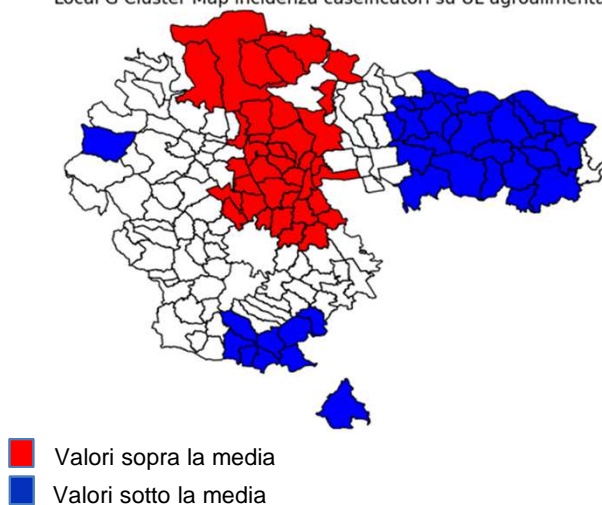 Local G Cluster Map incidenza caseificatori su UL agroalimenta
Valori sopra la media
Valori sotto la media